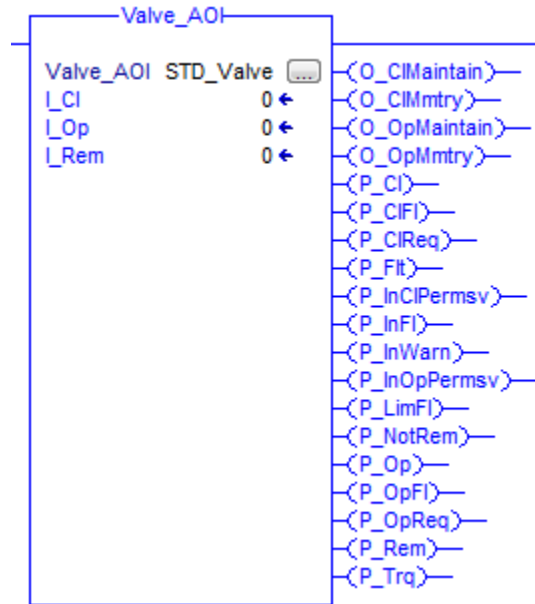 Valve_AOI
Valve_AOI STD_Valve ...
I_Cl 0
I_Op 0
I_Rem 0
O_ClMaintain
O_ClMmtry
O_OpMaintain
O_OpMmtry
P_Cl
P_ClFl
P_ClReq
P_Flt
P_InClPermsv
P_InFl
P_InWarn
P_InOpPermsv
P_LimFl
P_NotRem
P_Op
P_OpFl
P_OpReq
P_Rem
P_Trq